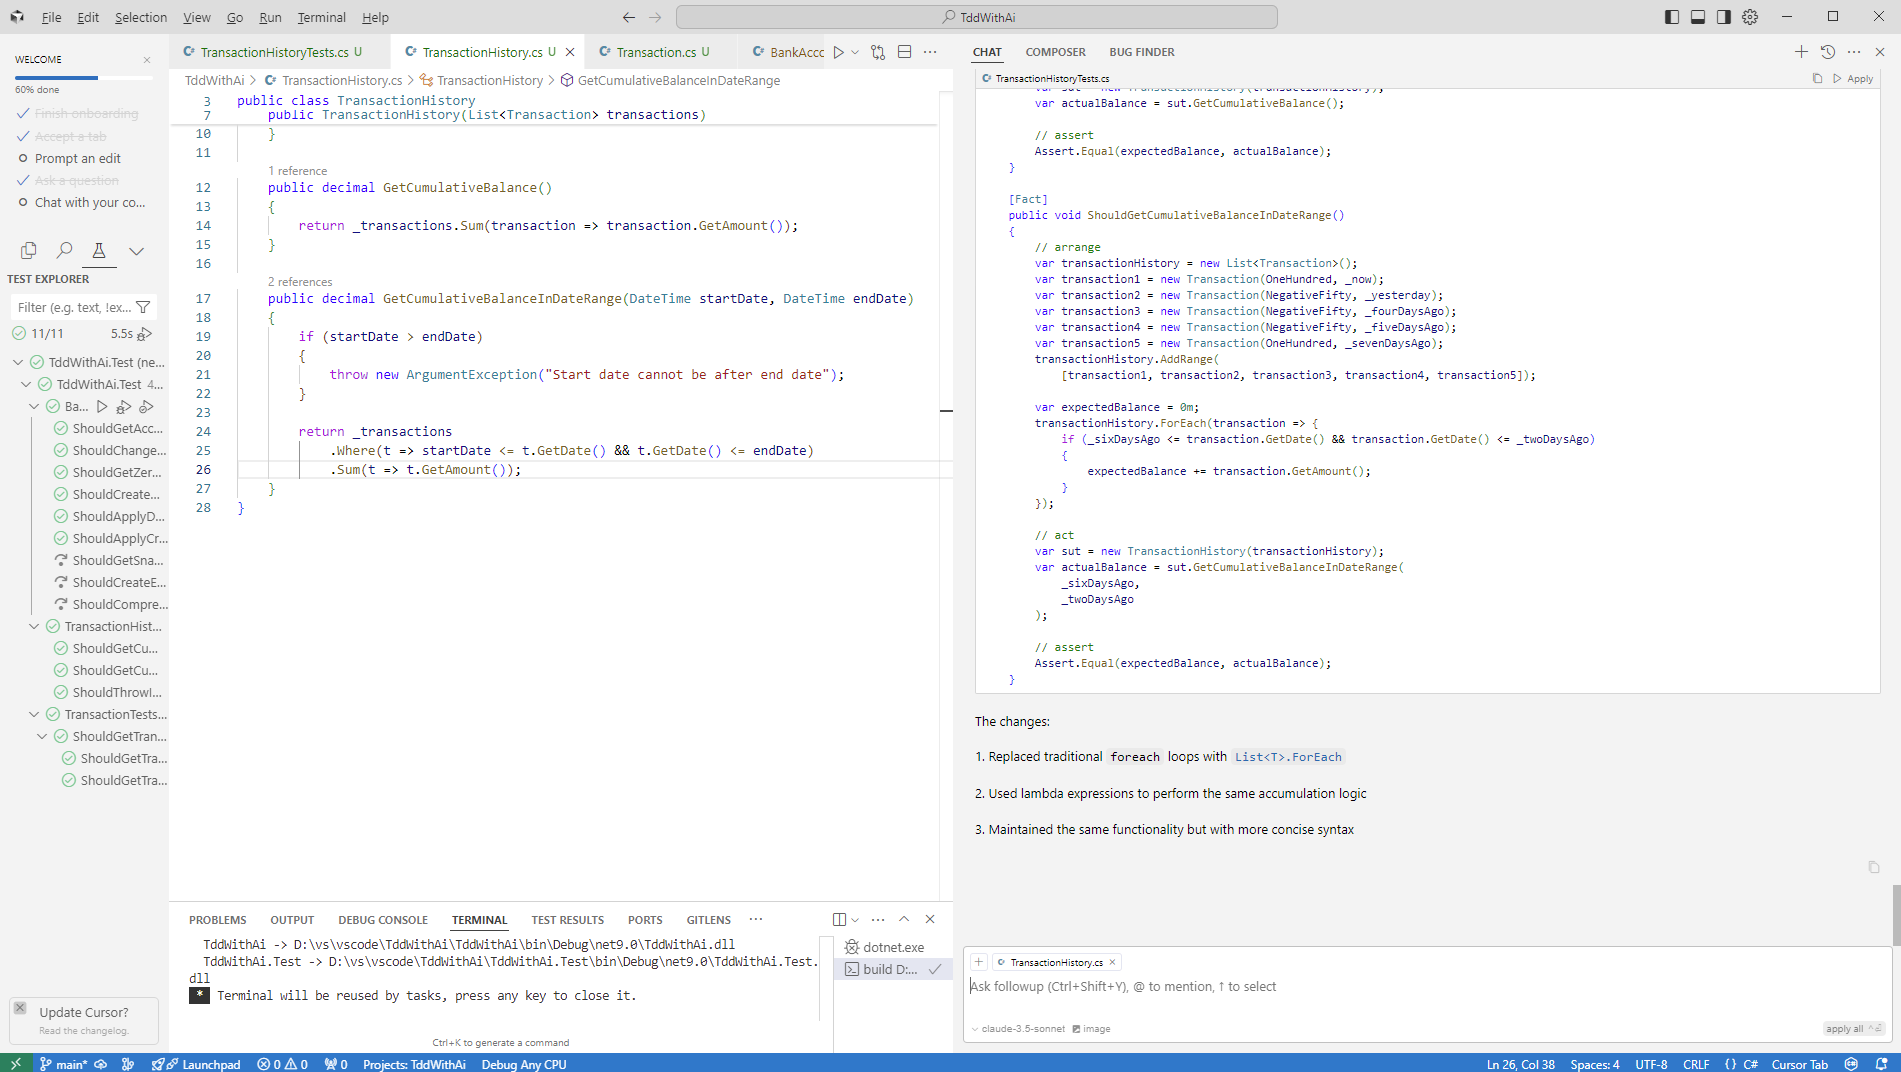 File Edit Selection View Go Run Terminal Help
TddWithAi
WELCOME
60% done
Finish onboarding
Accept a tab
Prompt an edit
Ask a question
Chat with your co...
TEST EXPLORER
Filter (e.g. text, !ex...
11/11 5.5s
TddWithAi.Test (ne...
TddWithAi.Test 4...
Ba...
ShouldGetAcc...
ShouldChange...
ShouldGetZer...
ShouldCreate...
ShouldApplyD...
ShouldApplyCr...
ShouldGetSna...
ShouldCreateE...
ShouldCompre...
TransactionHist...
ShouldGetCu...
ShouldGetCu...
ShouldThrowI...
TransactionTests...
ShouldGetTran...
ShouldGetTra...
ShouldGetTra...
Update Cursor?
Read the changelog.
TransactionHistoryTests.cs U TransactionHistory.cs U Transaction.cs U BankAcco
TddWithAi > TransactionHistory.cs > TransactionHistory > GetCumulativeBalanceInDateRange
3 public class TransactionHistory
7 public TransactionHistory(List<Transaction> transactions)
10 }
11
1 reference
12 public decimal GetCumulativeBalance()
13 {
14 return _transactions.Sum(transaction => transaction.GetAmount());
15 }
16
2 references
17 public decimal GetCumulativeBalanceInDateRange(DateTime startDate, DateTime endDate)
18 {
19 if (startDate > endDate)
20 {
21 throw new ArgumentException("Start date cannot be after end date");
22 }
23
24 return _transactions
25 .Where(t => startDate <= t.GetDate() && t.GetDate() <= endDate)
26 .Sum(t => t.GetAmount());
27 }
28 }
PROBLEMS OUTPUT DEBUG CONSOLE TERMINAL TEST RESULTS PORTS GITLENS
TddWithAi -> D:\vs\vscode\TddWithAi\TddWithAi\bin\Debug\net9.0\TddWithAi.dll
TddWithAi.Test -> D:\vs\vscode\TddWithAi\TddWithAi.Test\bin\Debug\net9.0\TddWithAi.Test.
dll
* Terminal will be reused by tasks, press any key to close it.
Ctrl+K to generate a command
dotnet.exe
build D:...
CHAT COMPOSER BUG FINDER
TransactionHistoryTests.cs Apply
var sut = new TransactionHistory(transactionHistory);
var actualBalance = sut.GetCumulativeBalance();
// assert
Assert.Equal(expectedBalance, actualBalance);
}
[Fact]
public void ShouldGetCumulativeBalanceInDateRange()
{
// arrange
var transactionHistory = new List<Transaction>();
var transaction1 = new Transaction(OneHundred, _now);
var transaction2 = new Transaction(NegativeFifty, _yesterday);
var transaction3 = new Transaction(NegativeFifty, _fourDaysAgo);
var transaction4 = new Transaction(NegativeFifty, _fiveDaysAgo);
var transaction5 = new Transaction(OneHundred, _sevenDaysAgo);
transactionHistory.AddRange(
[transaction1, transaction2, transaction3, transaction4, transaction5]);
var expectedBalance = 0m;
transactionHistory.ForEach(transaction => {
if (_sixDaysAgo <= transaction.GetDate() && transaction.GetDate() <= _twoDaysAgo)
{
expectedBalance += transaction.GetAmount();
}
});
// act
var sut = new TransactionHistory(transactionHistory);
var actualBalance = sut.GetCumulativeBalanceInDateRange(
_sixDaysAgo,
_twoDaysAgo
);
// assert
Assert.Equal(expectedBalance, actualBalance);
}
The changes:
1. Replaced traditional foreach loops with List<T>.ForEach
2. Used lambda expressions to perform the same accumulation logic
3. Maintained the same functionality but with more concise syntax
TransactionHistory.cs
Ask followup (Ctrl+Shift+Y), @ to mention, ↑ to select
claude-3.5-sonnet image apply all
main* Launchpad 0 0 0 Projects: TddWithAi Debug Any CPU Ln 26, Col 38 Spaces: 4 UTF-8 CRLF {} C# Cursor Tab